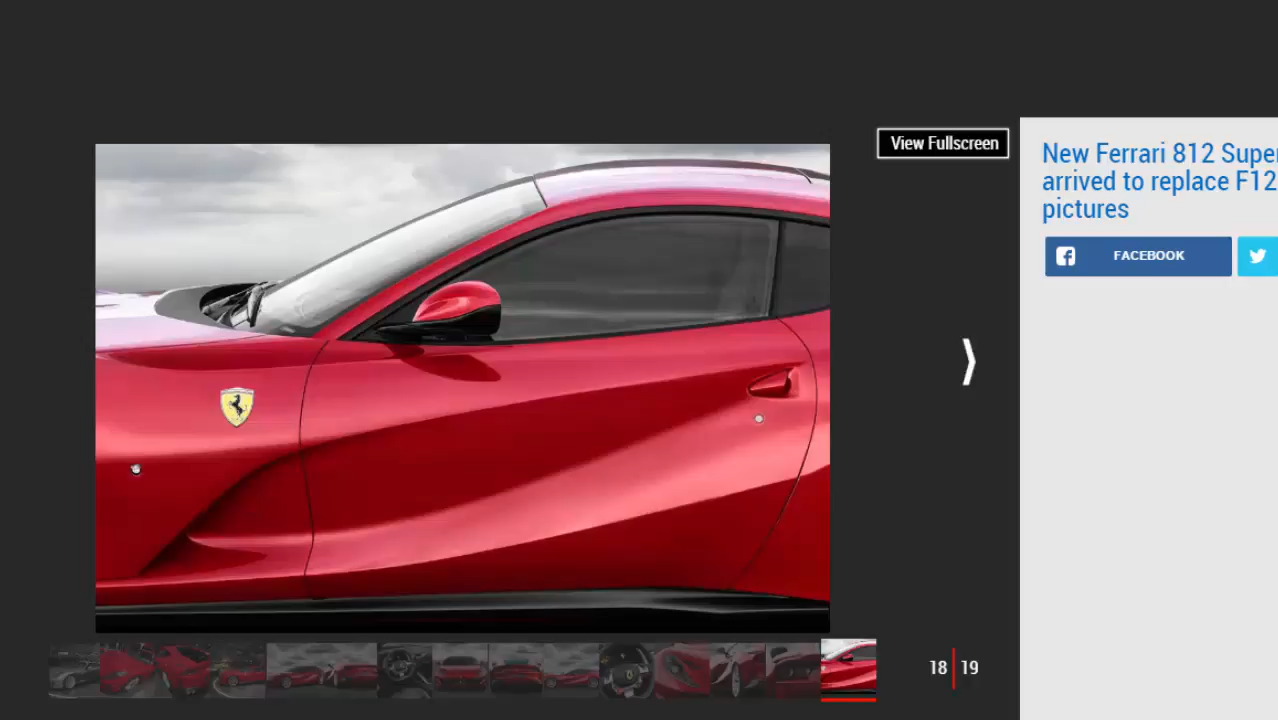 View Fullscreen
New Ferrari 812 Super
arrived to replace F12
pictures
FACEBOOK
18 19